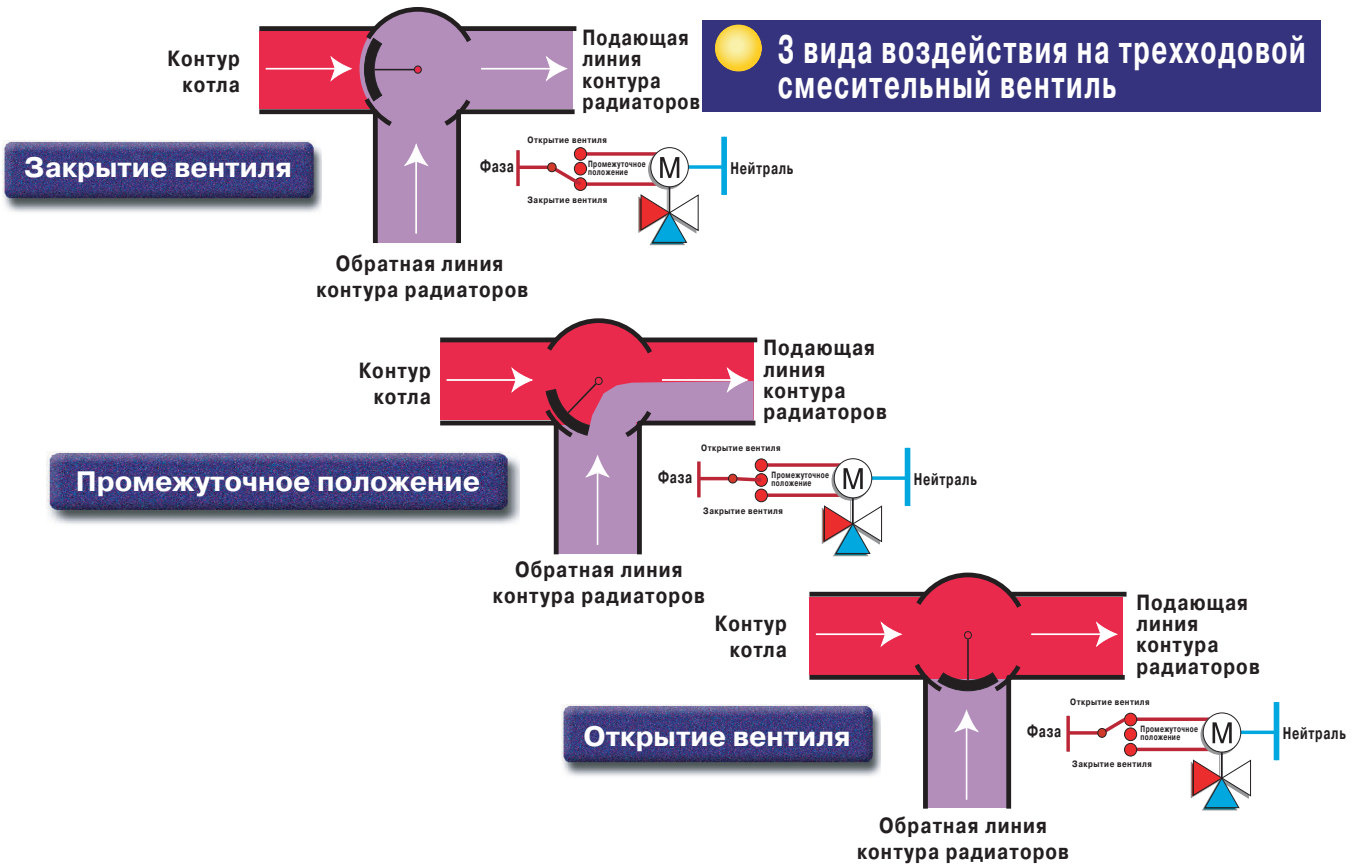 3 вида воздействия на трехходовой
смесительный вентиль
Контур
котла
Подающая
линия
контура
радиаторов
Закрытие вентиля
Открытие вентиля
Фаза
Промежуточное
положение
M
Нейтраль
Закрытие вентиля
Обратная линия
контура радиаторов
Контур
котла
Подающая
линия
контура
радиаторов
Промежуточное положение
Открытие вентиля
Фаза
Промежуточное
положение
M
Нейтраль
Закрытие вентиля
Обратная линия
контура радиаторов
Контур
котла
Подающая
линия
контура
радиаторов
Открытие вентиля
Открытие вентиля
Фаза
Промежуточное
положение
M
Нейтраль
Закрытие вентиля
Обратная линия
контура радиаторов